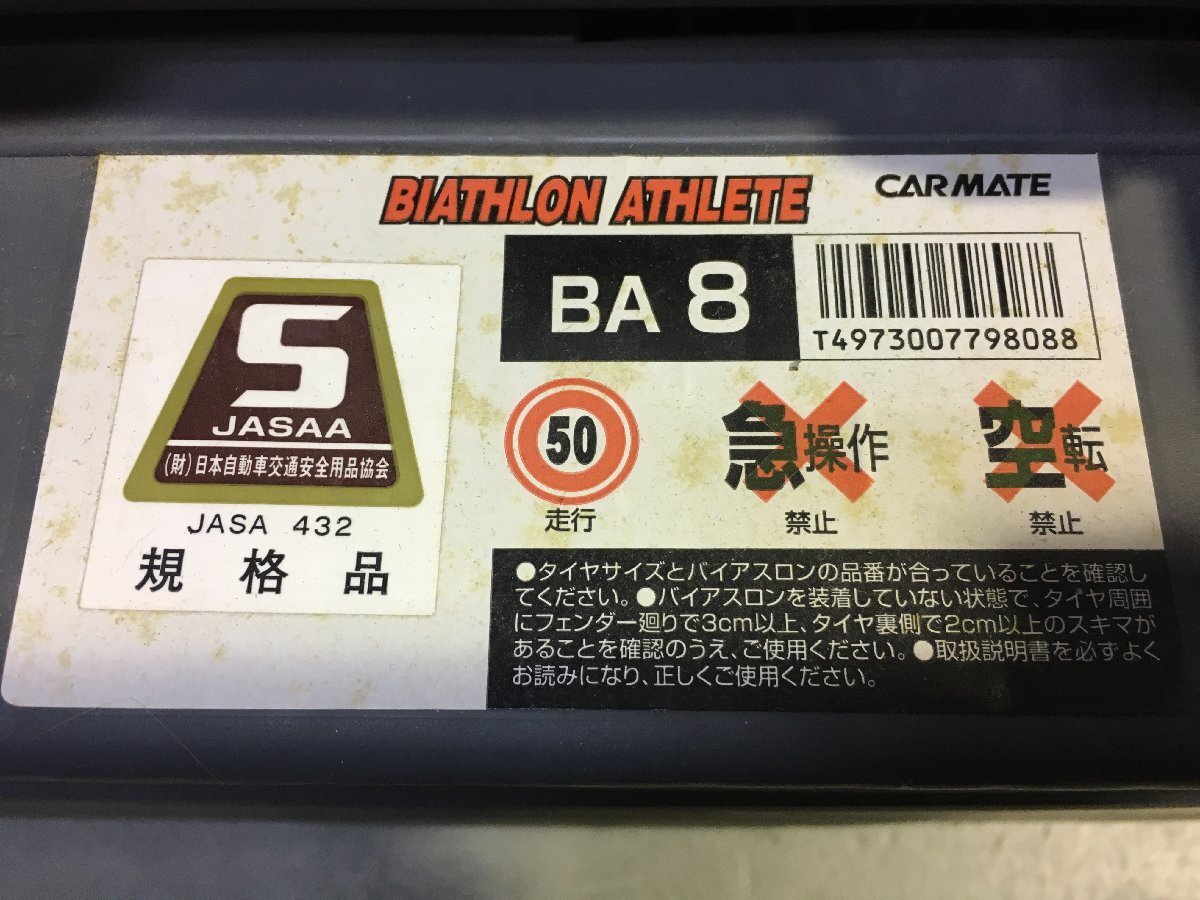 BIATHLON ATHLETE
CARMATE
BA 8
T4973007798088
S
JASAA
(財)日本自動車交通安全用品協会
JASA 432
規格品
50
走行
急操作
禁止
空転
禁止
●タイヤサイズとバイアスロンの品番が合っていることを確認し
てください。●バイアスロンを装着していない状態で、タイヤ周囲
にフェンダー廻りで3cm以上、タイヤ裏側で2cm以上のスキマが
あることを確認のうえ、ご使用ください。●取扱説明書を必ずよく
お読みになり、正しくご使用ください。